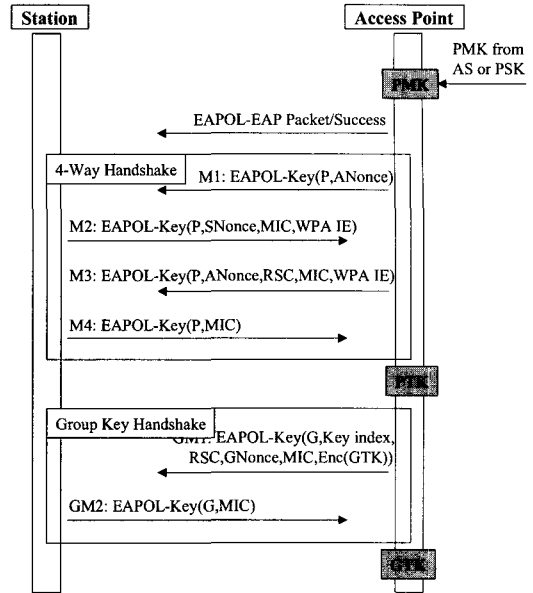 Station
Access Point
PMK from
AS or PSK
PMK
EAPOL-EAP Packet/Success
4-Way Handshake
M1: EAPOL-Key(P,ANonce)
M2: EAPOL-Key(P,SNonce,MIC,WPA IE)
M3: EAPOL-Key(P,ANonce,RSC,MIC,WPA IE)
M4: EAPOL-Key(P,MIC)
PTK
Group Key Handshake
GM1: EAPOL-Key(G,Key index,
RSC,GNonce,MIC,Enc(GTK))
GM2: EAPOL-Key(G,MIC)
GTK